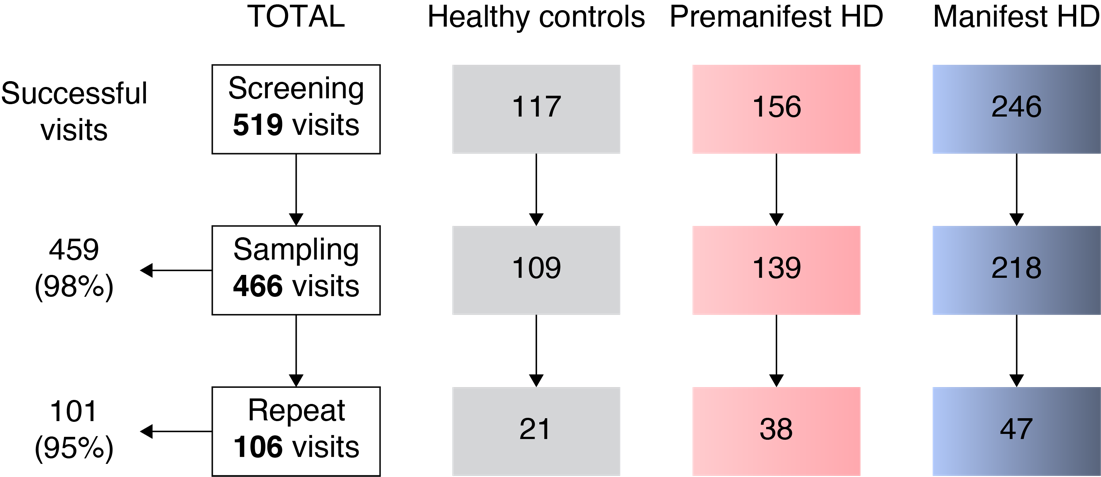 TOTAL Healthy controls Premanifest HD Manifest HD
Successful
visits
Screening
519 visits
117 156 246
459
(98%)
Sampling
466 visits
109 139 218
101
(95%)
Repeat
106 visits
21 38 47